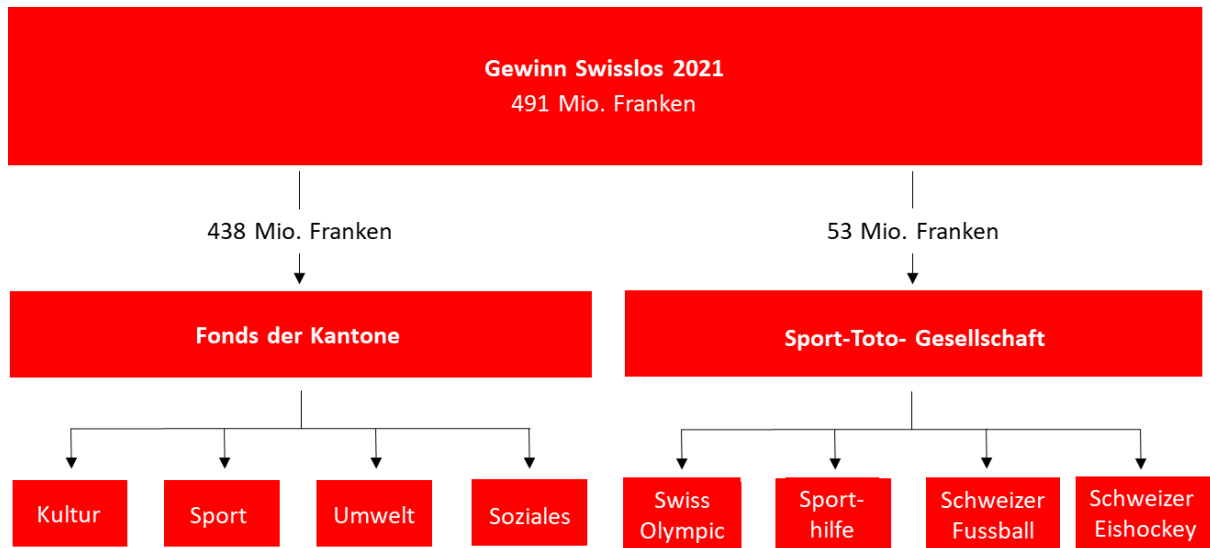 Gewinn Swisslos 2021
491 Mio. Franken
438 Mio. Franken
53 Mio. Franken
Fonds der Kantone
Sport-Toto- Gesellschaft
Kultur
Sport
Umwelt
Soziales
Swiss
Olympic
Sport-
hilfe
Schweizer
Fussball
Schweizer
Eishockey